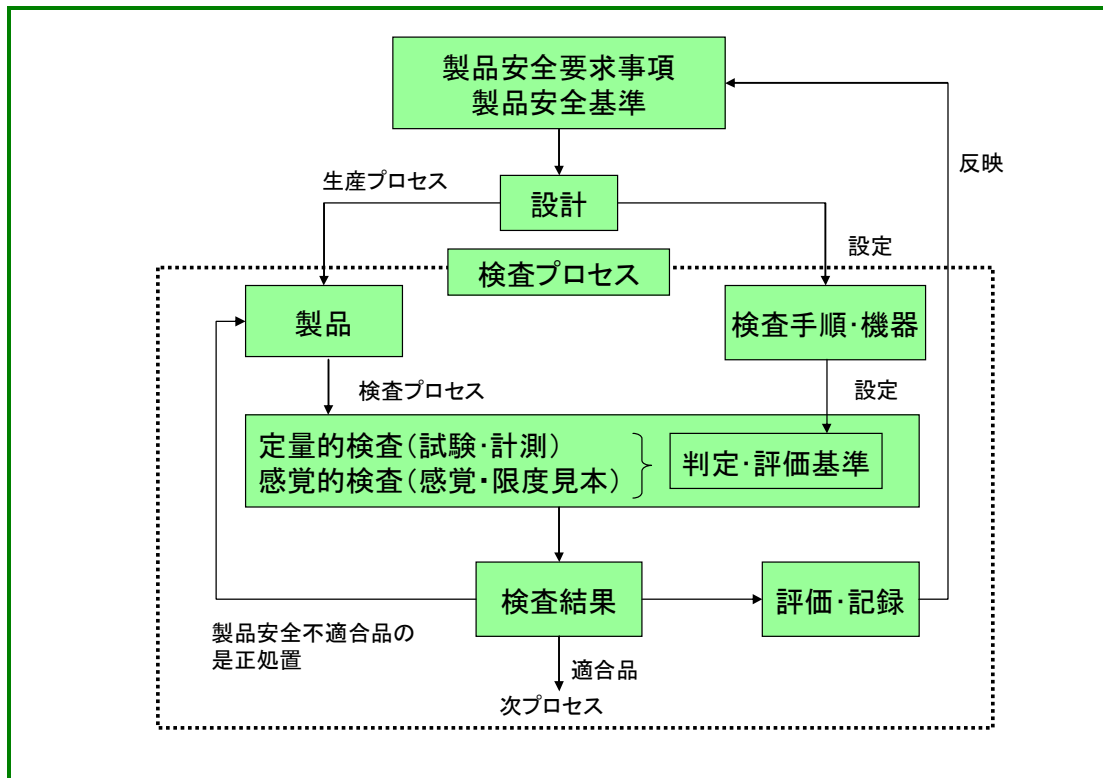 製品安全要求事項
製品安全基準
反映
生産プロセス
設計
設定
検査プロセス
製品
検査手順・機器
検査プロセス
設定
定量的検査(試験・計測)
感覚的検査(感覚・限度見本)
判定・評価基準
検査結果
評価・記録
製品安全不適合品の
是正処置
適合品
次プロセス